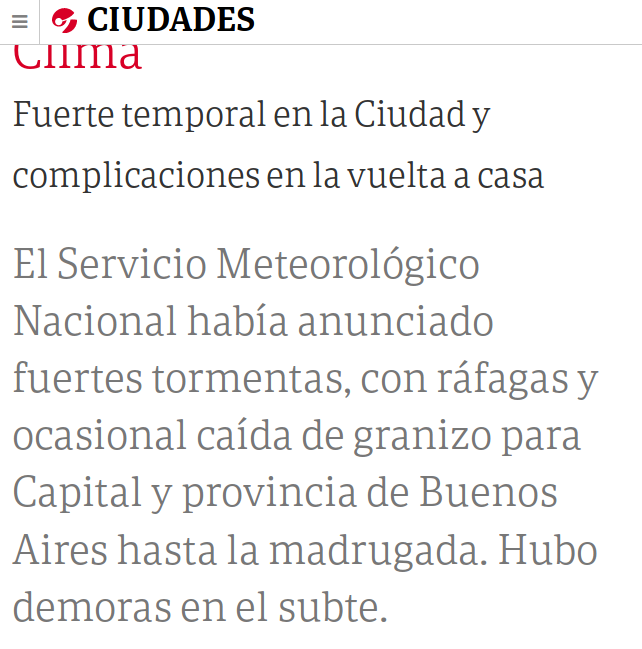 CIUDADES
Clima
Fuerte temporal en la Ciudad y
complicaciones en la vuelta a casa
El Servicio Meteorológico
Nacional había anunciado
fuertes tormentas, con ráfagas y
ocasional caída de granizo para
Capital y provincia de Buenos
Aires hasta la madrugada. Hubo
demoras en el subte.